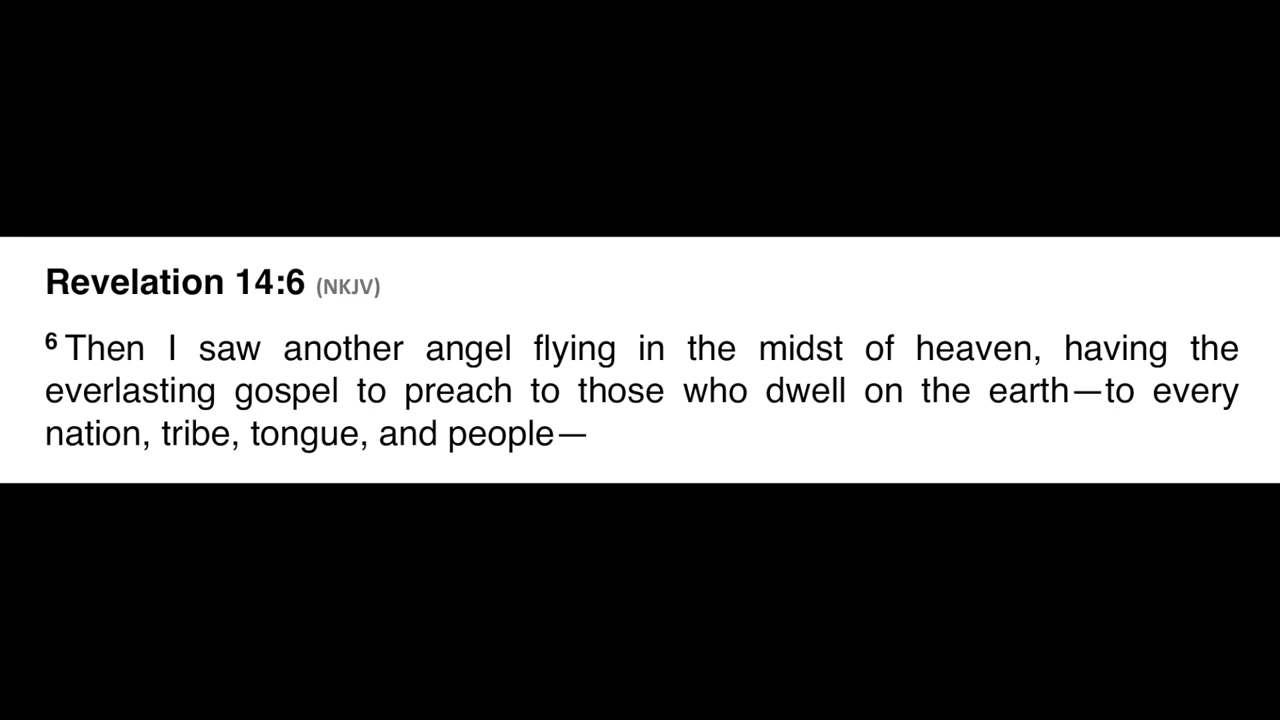 Revelation 14:6 (NKJV)
6 Then I saw another angel flying in the midst of heaven, having the
everlasting gospel to preach to those who dwell on the earth—to every
nation, tribe, tongue, and people—